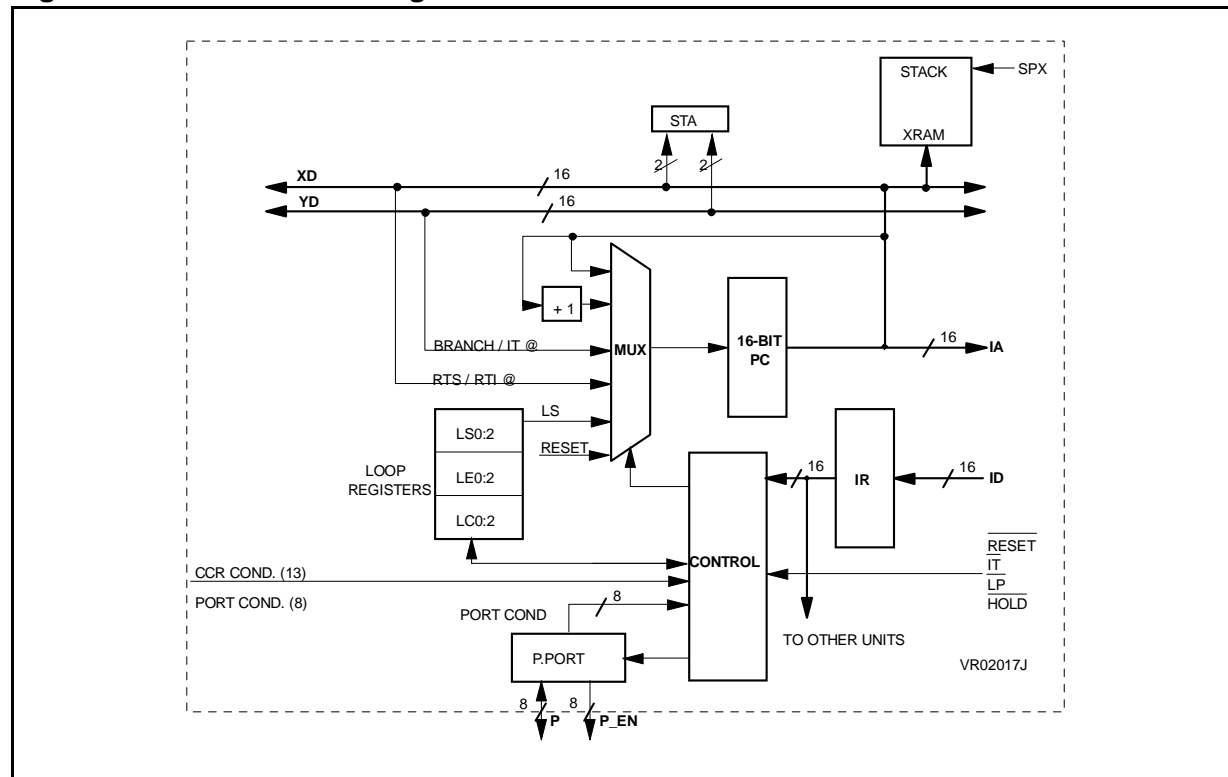 STACK
SPX
STA
XRAM
2
2
XD
16
YD
16
+ 1
MUX
16-BIT
PC
16
IA
BRANCH / IT @
RTS / RTI @
LS
LS0:2
RESET
LOOP
REGISTERS
LE0:2
LC0:2
16
IR
16
ID
CONTROL
RESET
IT
LP
HOLD
CCR COND. (13)
PORT COND. (8)
PORT COND
8
TO OTHER UNITS
P.PORT
VR02017J
8
P
8
P_EN